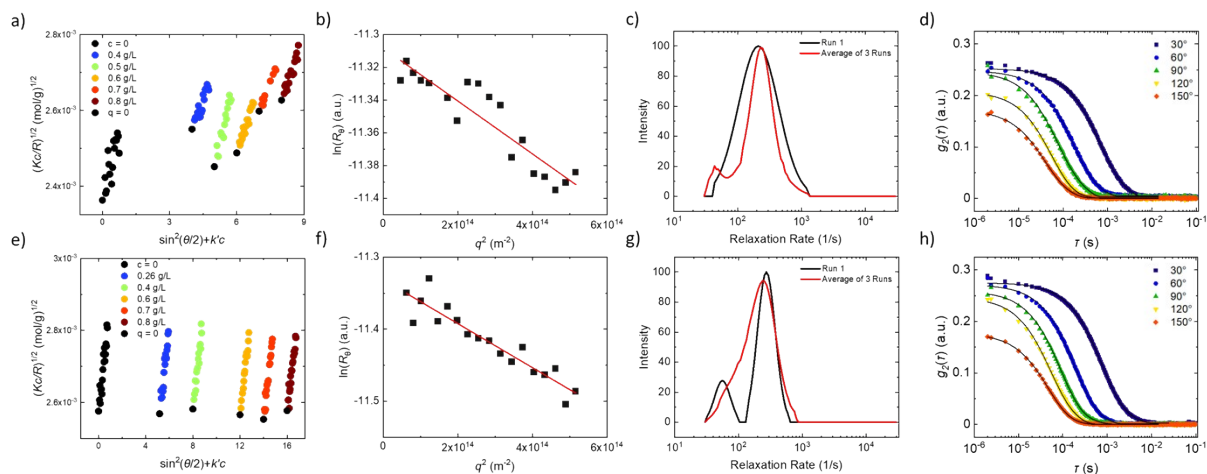 a)
2.8x10⁻³
2.6x10⁻³
2.4x10⁻³
(Kc/R)^1/2 (mol/g)^1/2
c = 0
0.4 g/L
0.5 g/L
0.6 g/L
0.7 g/L
0.8 g/L
q = 0
0 3 6 9
sin²(θ/2)+k'c
b)
-11.3
-11.32
-11.34
-11.36
-11.38
-11.4
ln(Rθ) (a.u.)
0 2x10¹⁴ 4x10¹⁴ 6x10¹⁴
q² (m⁻²)
c)
Run 1
Average of 3 Runs
100
80
60
40
20
0
Intensity
10¹ 10² 10³ 10⁴
Relaxation Rate (1/s)
d)
30°
60°
90°
120°
150°
0.3
0.2
0.1
0
g₂(τ)
10⁻⁶ 10⁻⁵ 10⁻⁴ 10⁻³ 10⁻² 10⁻¹
τ (s)
e)
3x10⁻³
2.8x10⁻³
2.6x10⁻³
(Kc/R)^1/2 (mol/g)^1/2
c = 0
0.26 g/L
0.4 g/L
0.6 g/L
0.7 g/L
0.8 g/L
q = 0
0 4 8 12 16
sin²(θ/2)+k'c
f)
-11.3
-11.4
-11.5
ln(Rθ) (a.u.)
0 2x10¹⁴ 4x10¹⁴ 6x10¹⁴
q² (m⁻²)
g)
Run 1
Average of 3 Runs
100
80
60
40
20
0
Intensity
10¹ 10² 10³ 10⁴
Relaxation Rate (1/s)
h)
30°
60°
90°
120°
150°
0.3
0.2
0.1
0
g₂(τ)
10⁻⁶ 10⁻⁵ 10⁻⁴ 10⁻³ 10⁻² 10⁻¹
τ (s)